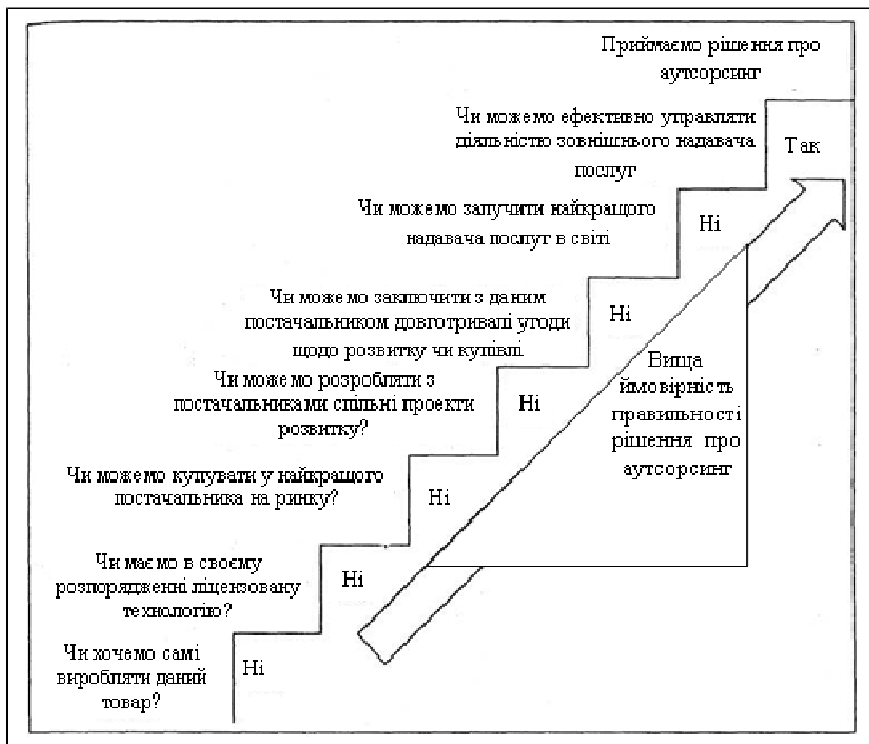 Приймаємо рішення про
аутсорсинг
Чи можемо ефективно управляти
діяльністю зовнішнього надавача
послуг
Так
Чи можемо залучити найкращого
надавача послуг в світі
Ні
Чи можемо заключити з даним
постачальником довготривалі угоди
щодо розвитку чи купівлі
Ні
Чи можемо розробляти з
постачальниками спільні проекти
розвитку?
Ні
Вища
ймовірність
правильності
рішення про
аутсорсинг
Чи можемо купувати у найкращого
постачальника на ринку?
Ні
Чи маємо в своєму
розпорядженні ліцензовану
технологію?
Ні
Чи хочемо самі
виробляти даний
товар?
Ні